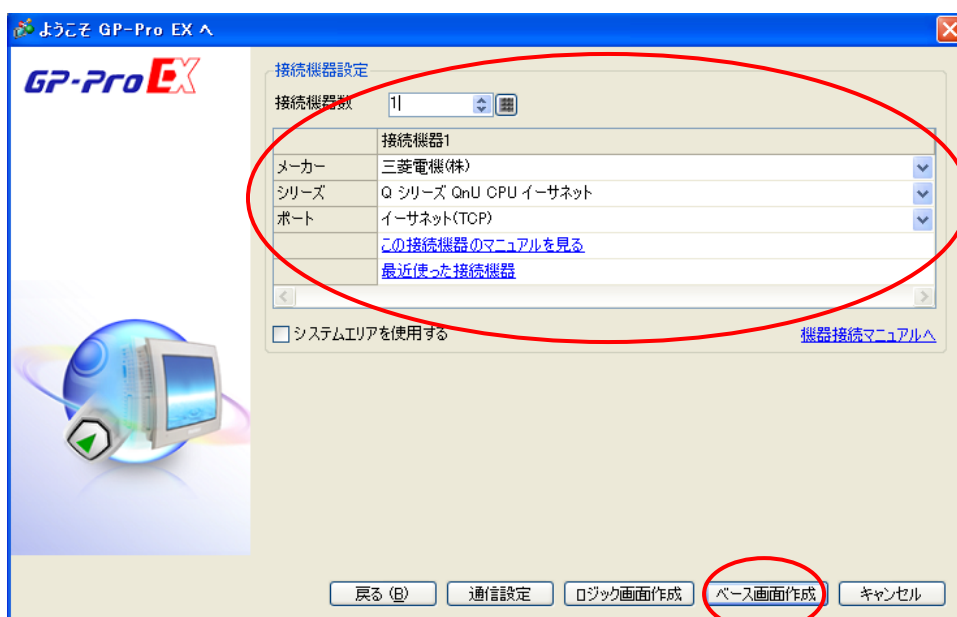 ようこそ GP-Pro EX へ
GP-Pro EX
接続機器設定
接続機器数 1
接続機器1
メーカー 三菱電機(株)
シリーズ Q シリーズ QnU CPU イーサネット
ポート イーサネット(TCP)
この接続機器のマニュアルを見る
最近使った接続機器
システムエリアを使用する 機器接続マニュアルへ
戻る (B) 通信設定 ロジック画面作成 ベース画面作成 キャンセル